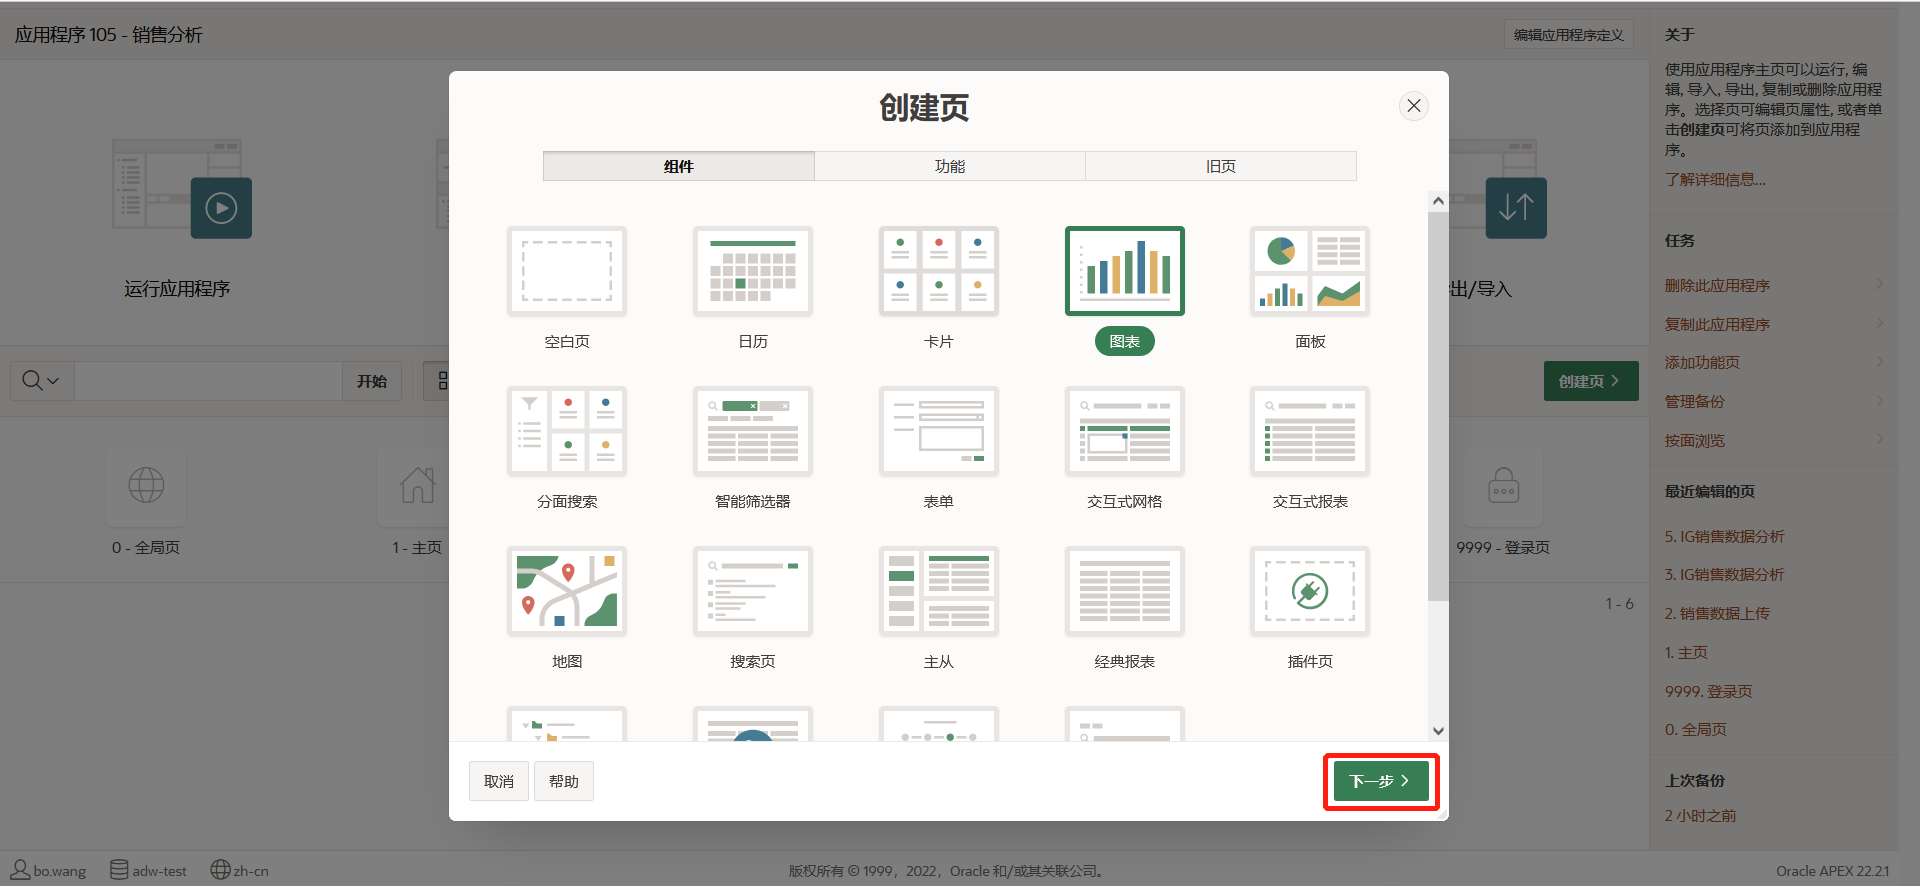 应用程序 105 - 销售分析
编辑应用程序定义
运行应用程序
出/导入
开始
创建页
0 - 全局页
1 - 主页
9999 - 登录页
1 - 6
创建页
组件
功能
旧页
空白页
日历
卡片
图表
面板
分面搜索
智能筛选器
表单
交互式网格
交互式报表
地图
搜索页
主从
经典报表
插件页
取消
帮助
下一步
关于
使用应用程序主页可以运行, 编
辑, 导入, 导出, 复制或删除应用程
序。选择页可编辑页属性, 或者单
击创建页可将页添加到应用程
序。
了解详细信息...
任务
删除此应用程序
复制此应用程序
添加功能页
管理备份
按面浏览
最近编辑的页
5. IG销售数据分析
3. IG销售数据分析
2. 销售数据上传
1. 主页
9999. 登录页
0. 全局页
上次备份
2 小时之前
bo.wang
adw-test
zh-cn
版权所有 © 1999，2022，Oracle 和/或其关联公司。
Oracle APEX 22.2.1